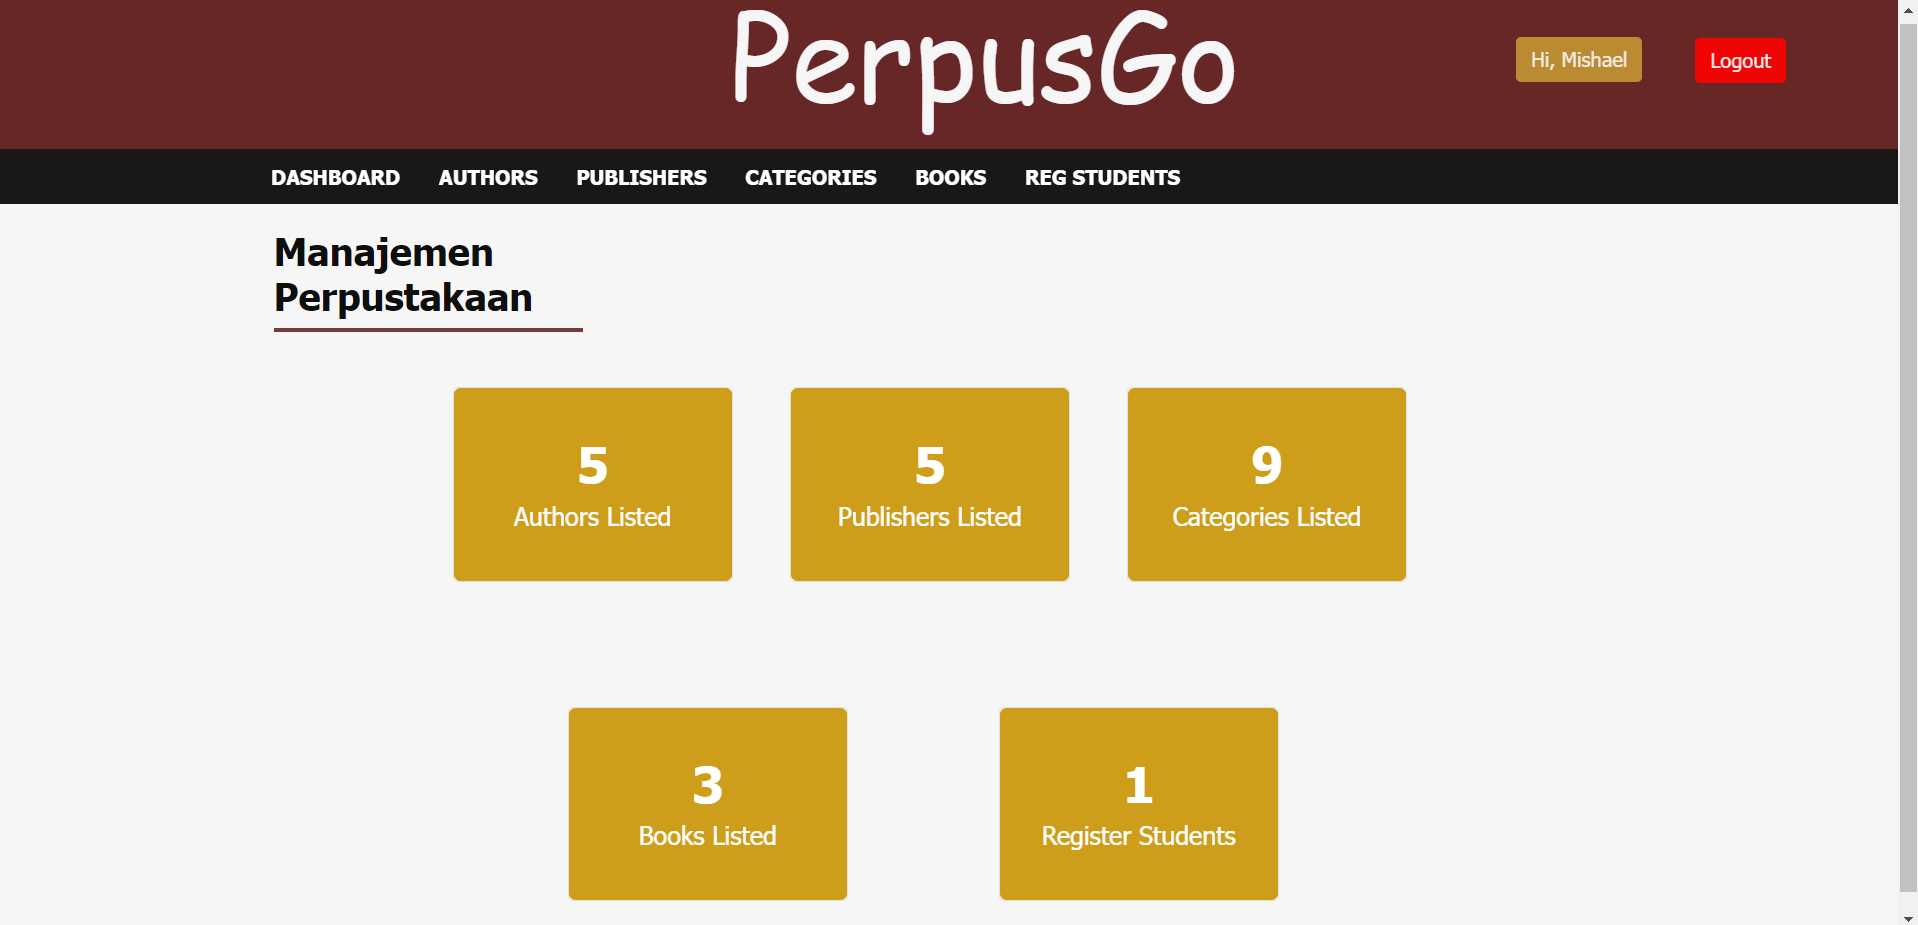 PerpusGo
Hi, Mishael
Logout
DASHBOARD AUTHORS PUBLISHERS CATEGORIES BOOKS REG STUDENTS
Manajemen
Perpustakaan
5
Authors Listed
5
Publishers Listed
9
Categories Listed
3
Books Listed
1
Register Students